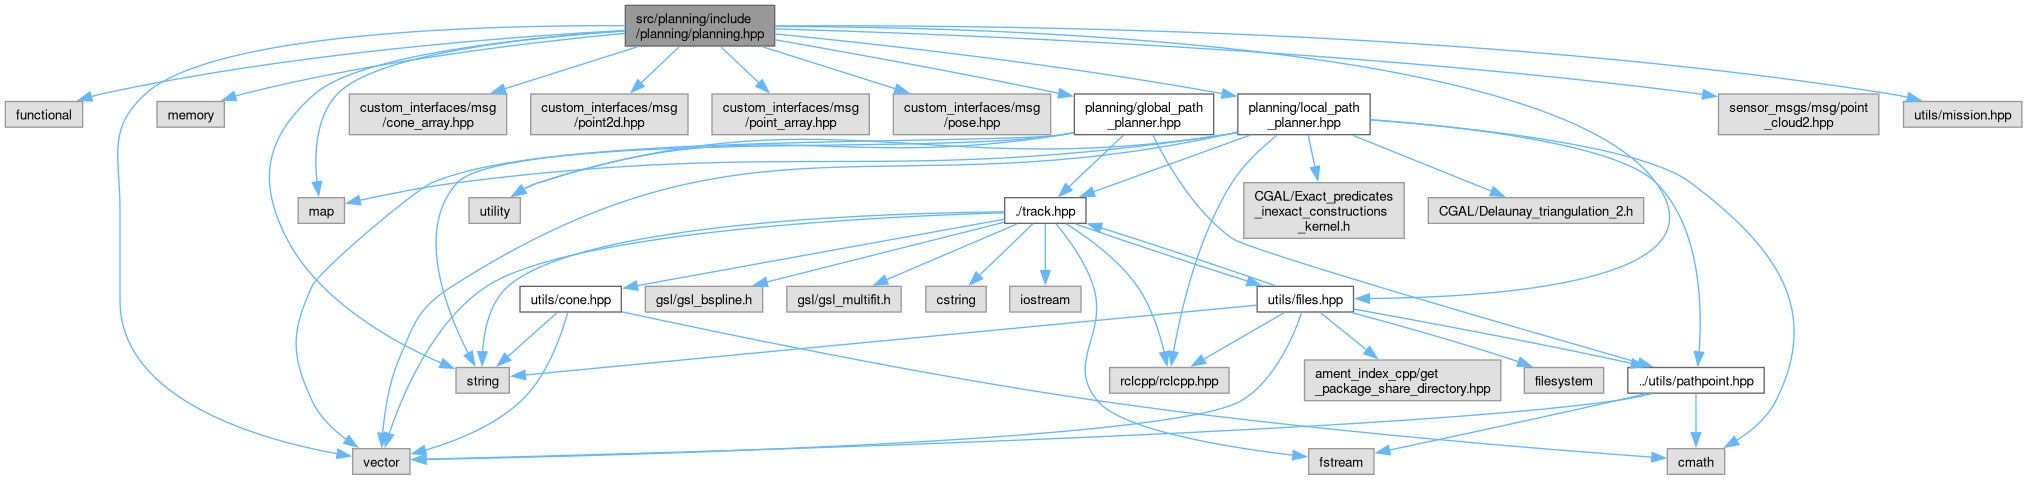 src/planning/include
/planning/planning.hpp
functional
memory
custom_interfaces/msg
/cone_array.hpp
custom_interfaces/msg
/point2d.hpp
custom_interfaces/msg
/point_array.hpp
custom_interfaces/msg
/pose.hpp
planning/global_path
_planner.hpp
planning/local_path
_planner.hpp
sensor_msgs/msg/point
_cloud2.hpp
utils/mission.hpp
map
utility
./track.hpp
CGAL/Exact_predicates
_inexact_constructions
_kernel.h
CGAL/Delaunay_triangulation_2.h
utils/cone.hpp
gsl/gsl_bspline.h
gsl/gsl_multifit.h
cstring
iostream
utils/files.hpp
string
rclcpp/rclcpp.hpp
ament_index_cpp/get
_package_share_directory.hpp
filesystem
../utils/pathpoint.hpp
vector
fstream
cmath